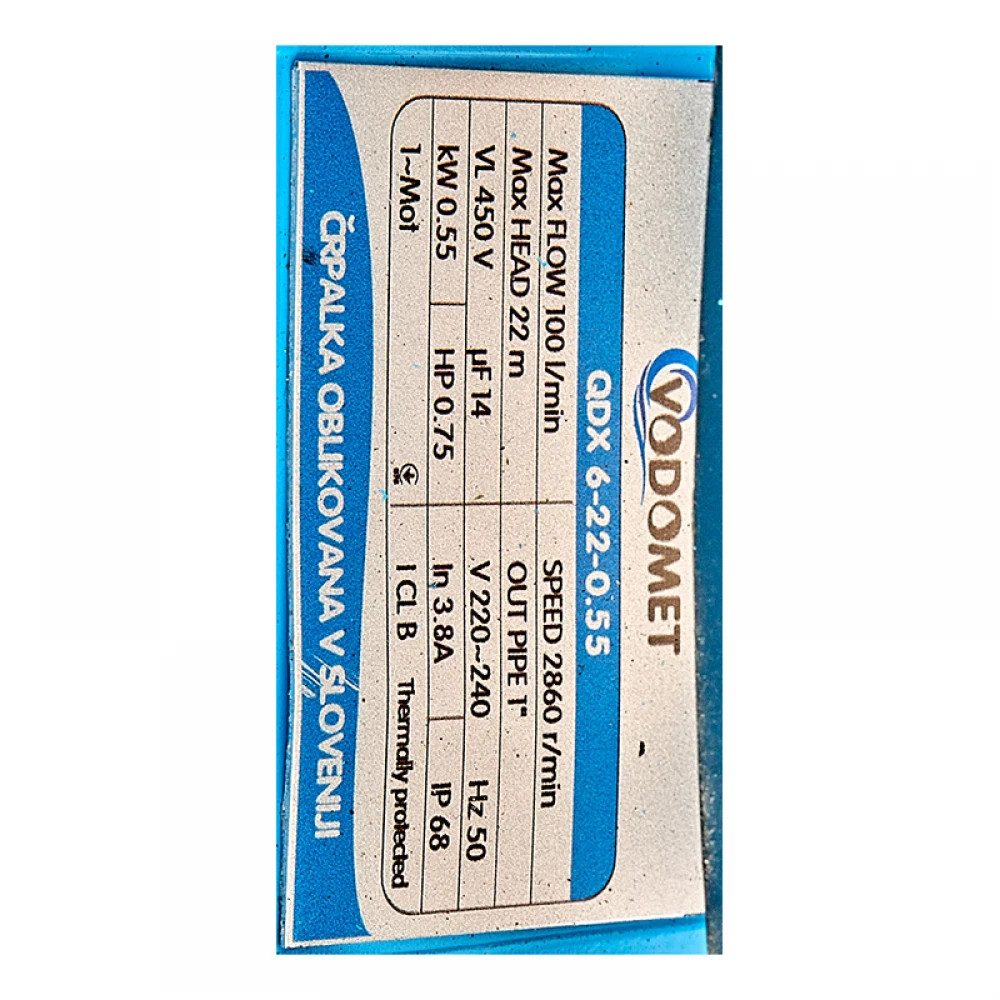 VODOMET
QDX 6-22-0.55
Max FLOW 100 l/min SPEED 2860 r/min
Max HEAD 22 m OUT PIPE 1"
VL 450 V µF 14 V 220~240 Hz 50
kW 0.55 HP 0.75 In 3.8A IP 68
1~Mot I CL B Thermally protected
ČRPALKA OBLIKOVANA V SLOVENIJI